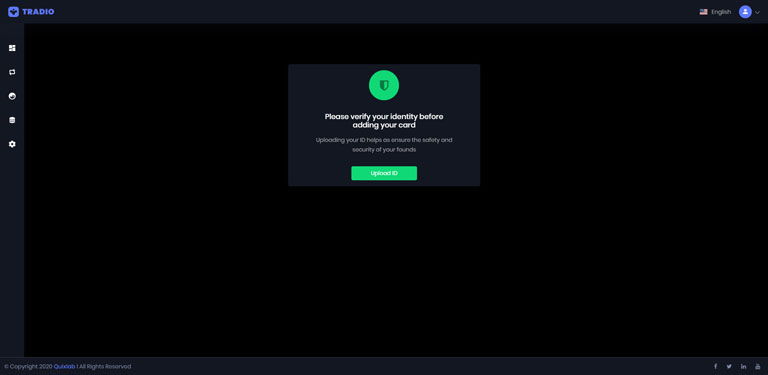 TRADIO
English
Please verify your identity before
adding your card
Uploading your ID helps as ensure the safety and
security of your founds
Upload ID
© Copyright 2020 Quixlab I All Rights Reserved